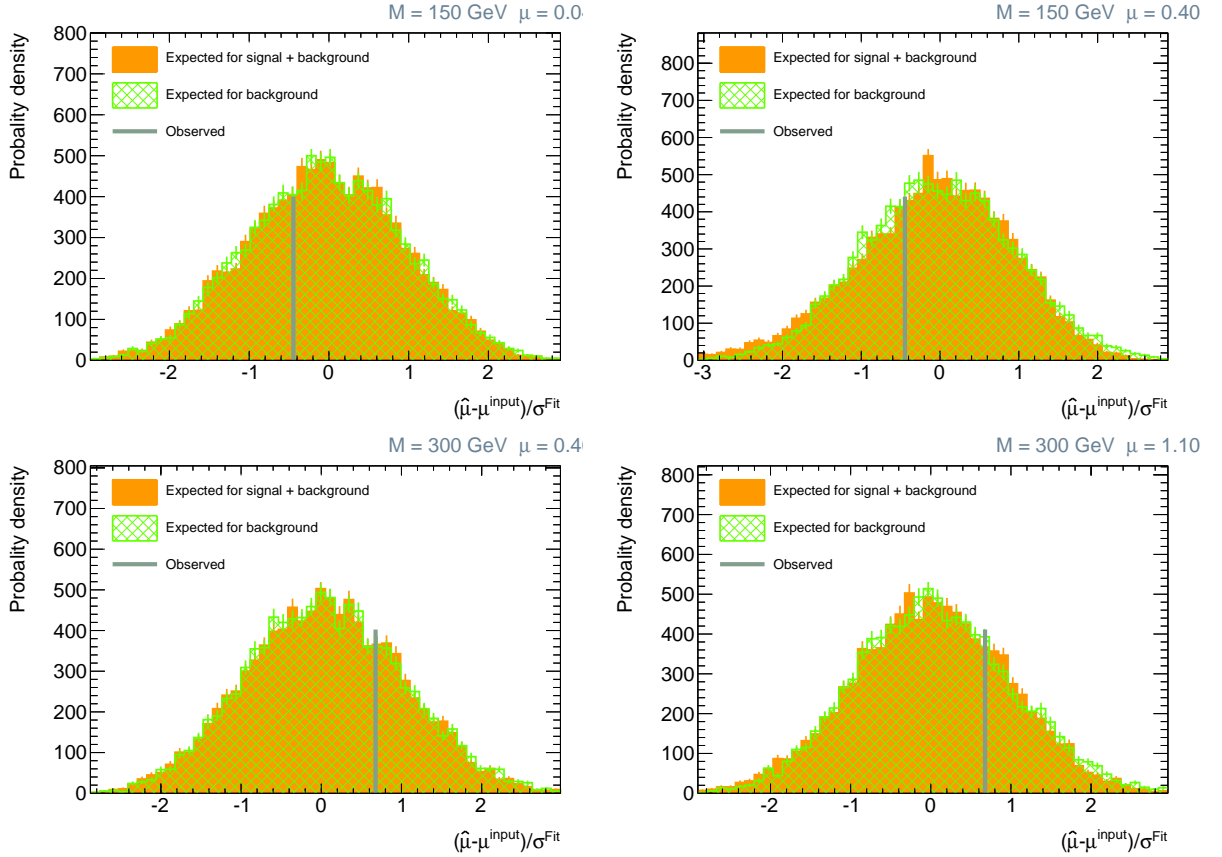 M = 150 GeV μ = 0.04
800
700
600
500
400
300
200
100
0
Probality density
Expected for signal + background
Expected for background
Observed
-2 -1 0 1 2
(μ̂-μ^input)/σ^Fit
M = 150 GeV μ = 0.40
800
700
600
500
400
300
200
100
0
Probality density
Expected for signal + background
Expected for background
Observed
-3 -2 -1 0 1 2
(μ̂-μ^input)/σ^Fit
M = 300 GeV μ = 0.40
800
700
600
500
400
300
200
100
0
Probality density
Expected for signal + background
Expected for background
Observed
-2 -1 0 1 2
(μ̂-μ^input)/σ^Fit
M = 300 GeV μ = 1.10
800
700
600
500
400
300
200
100
0
Probality density
Expected for signal + background
Expected for background
Observed
-2 -1 0 1 2
(μ̂-μ^input)/σ^Fit